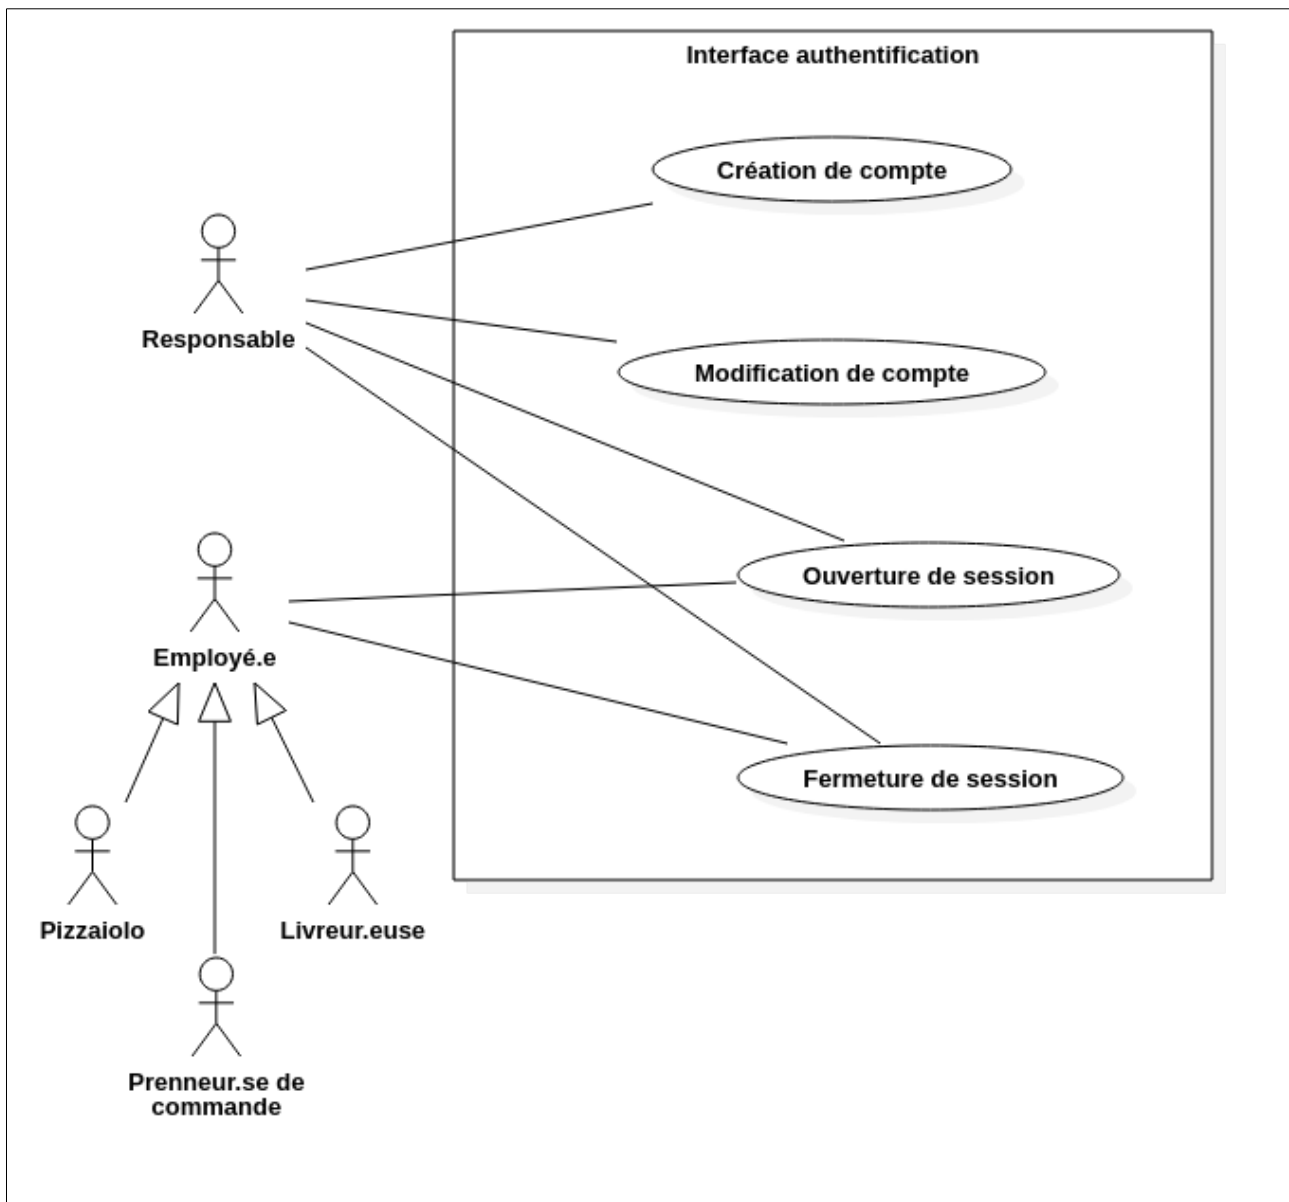 Interface authentification
Création de compte
Responsable
Modification de compte
Ouverture de session
Employé.e
Fermeture de session
Pizzaiolo
Livreur.euse
Prenneur.se de
commande